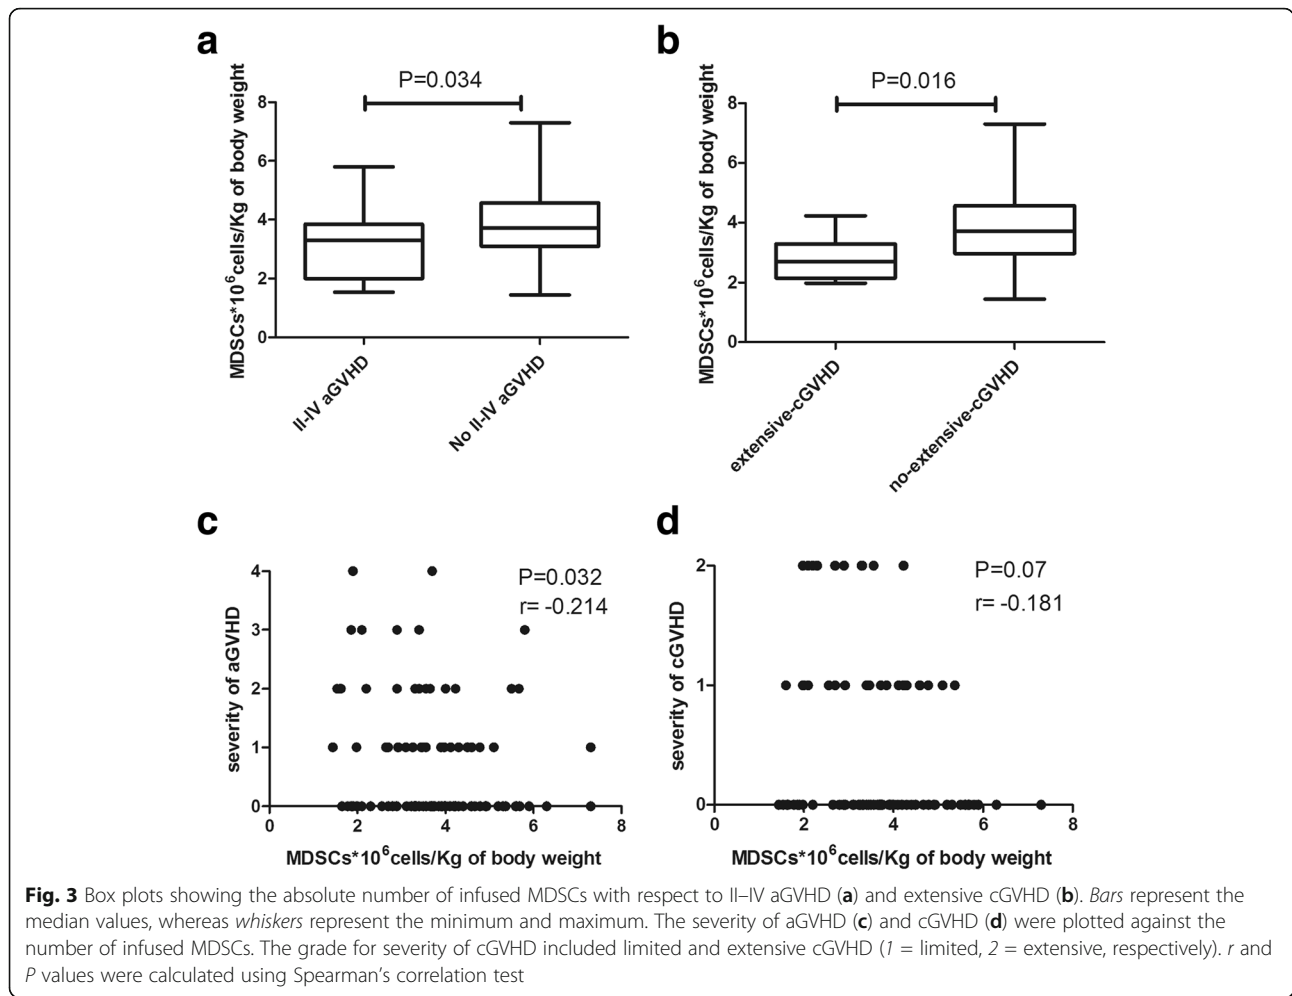 a
P=0.034
MDSCs*10^6cells/Kg of body weight
8
6
4
2
0
II-IV aGVHD
No II-IV aGVHD
b
P=0.016
MDSCs*10^6cells/Kg of body weight
8
6
4
2
0
extensive-cGVHD
no-extensive-cGVHD
c
P=0.032
r= -0.214
severity of aGVHD
4
3
2
1
0
0 2 4 6 8
MDSCs*10^6cells/Kg of body weight
d
P=0.07
r= -0.181
severity of cGVHD
2
1
0
0 2 4 6 8
MDSCs*10^6cells/Kg of body weight
Fig. 3 Box plots showing the absolute number of infused MDSCs with respect to II–IV aGVHD (a) and extensive cGVHD (b). Bars represent the
median values, whereas whiskers represent the minimum and maximum. The severity of aGVHD (c) and cGVHD (d) were plotted against the
number of infused MDSCs. The grade for severity of cGVHD included limited and extensive cGVHD (1 = limited, 2 = extensive, respectively). r and
P values were calculated using Spearman's correlation test